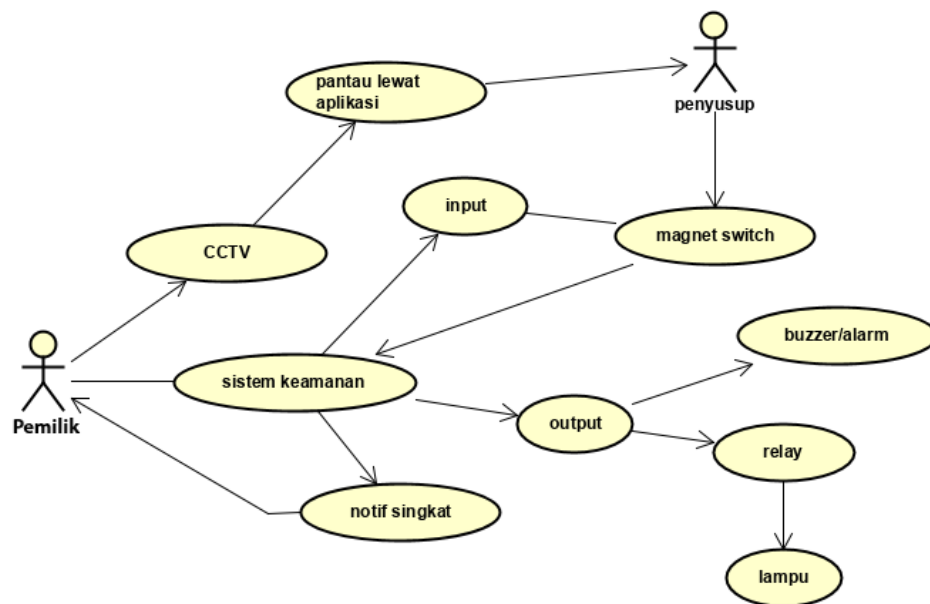 pantau lewat
aplikasi
penyusup
input
magnet switch
CCTV
buzzer/alarm
sistem keamanan
Pemilik
output
relay
notif singkat
lampu